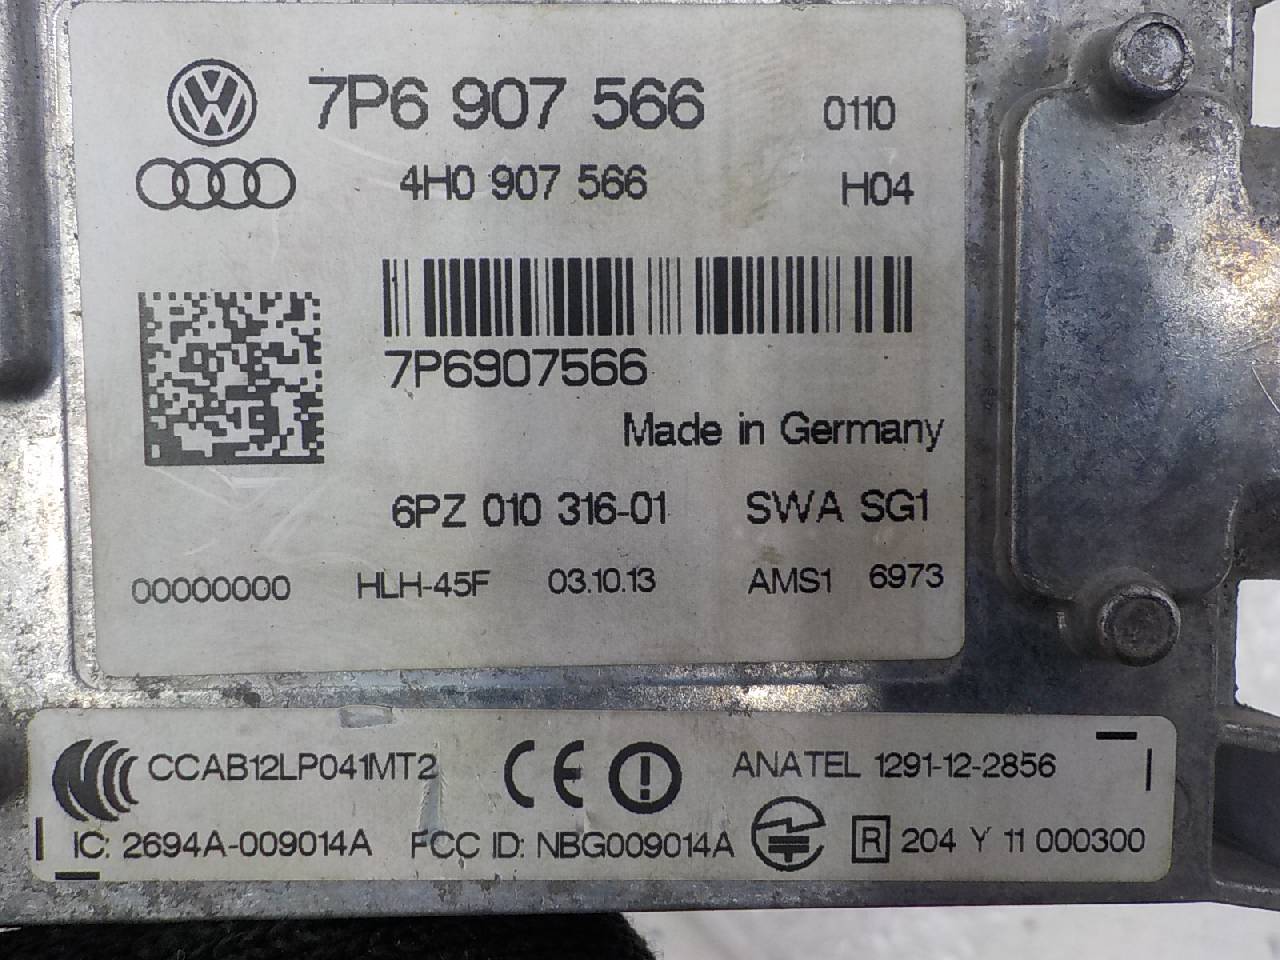 7P6 907 566 0110
4H0 907 566 H04
7P6907566
Made in Germany
6PZ 010 316-01 SWA SG1
00000000 HLH-45F 03.10.13 AMS1 6973
CCAB12LP041MT2 CE ANATEL 1291-12-2856
IC: 2694A-009014A FCC ID: NBG009014A R 204 Y 11 000300